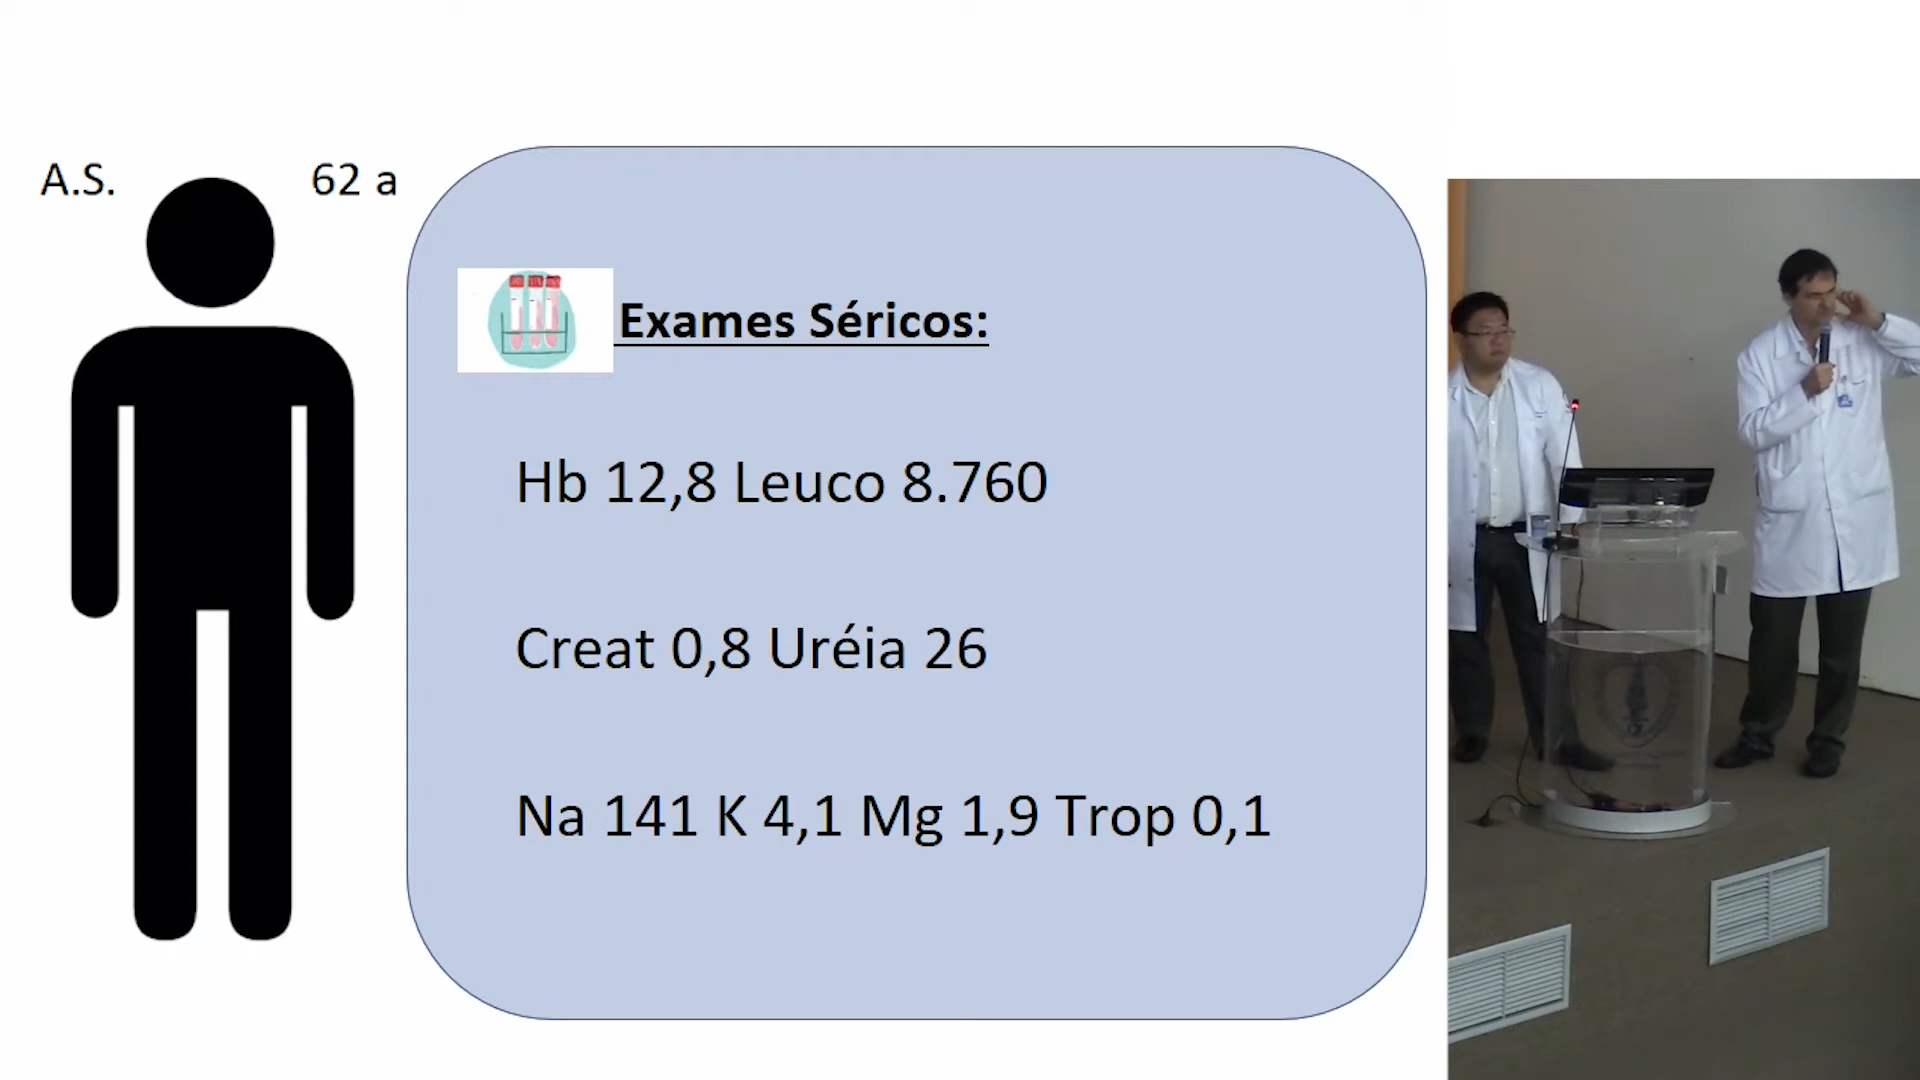 A.S. 62 a
Exames Séricos:
Hb 12,8 Leuco 8.760
Creat 0,8 Uréia 26
Na 141 K 4,1 Mg 1,9 Trop 0,1